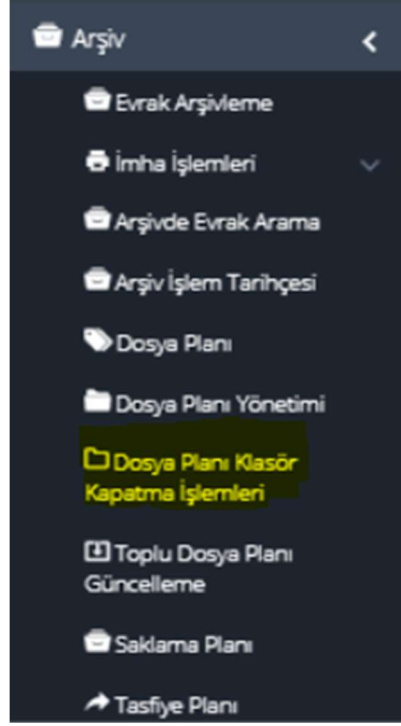 Arşiv
Evrak Arşivleme
İmha İşlemleri
Arşivde Evrak Arama
Arşiv İşlem Tarihçesi
Dosya Planı
Dosya Planı Yönetimi
Dosya Planı Klasör
Kapatma İşlemleri
Toplu Dosya Planı
Güncelleme
Saklama Planı
Tasfiye Planı